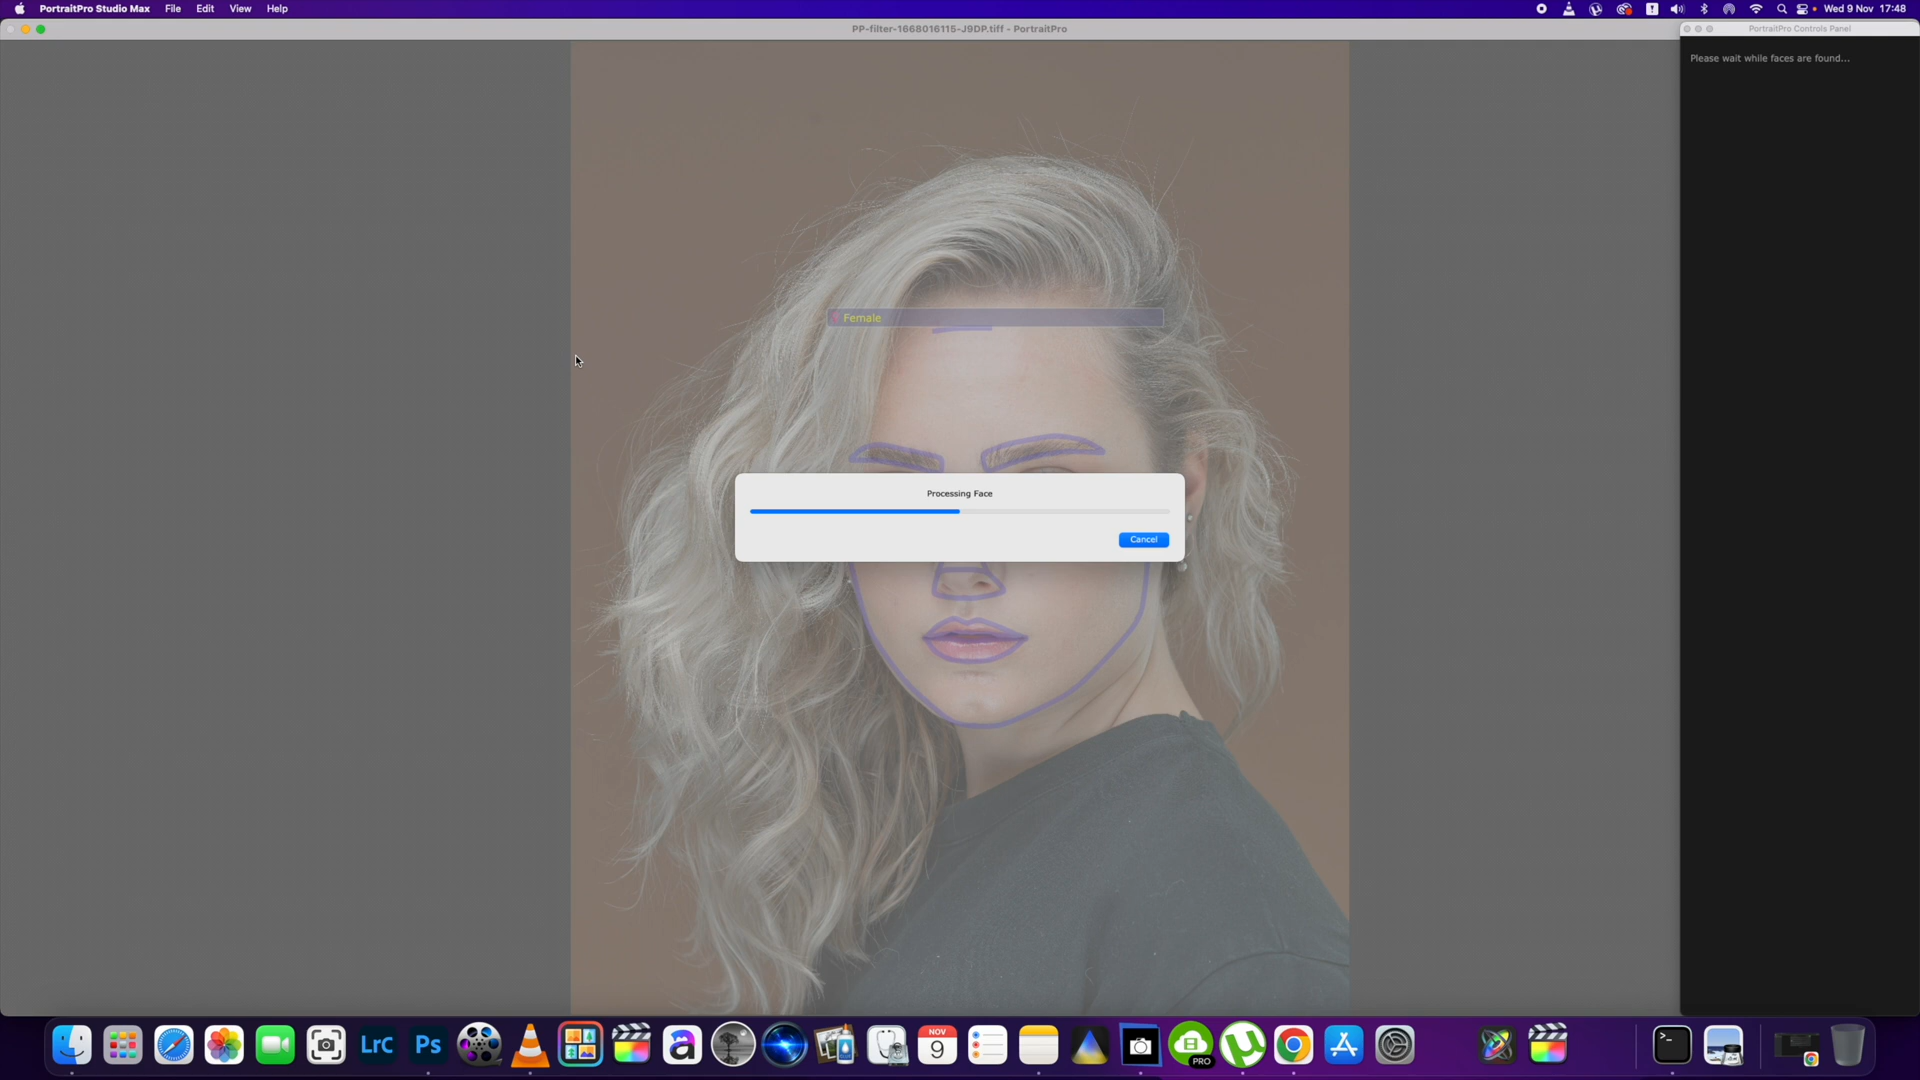 PortraitPro Studio Max File Edit View Help Wed 9 Nov 17:48
PP-filter-1668016115-J9DP.tiff - PortraitPro
PortraitPro Controls Panel
Please wait while faces are found...
Female
Processing Face
Cancel
LrC
Ps
NOV
9
PRO